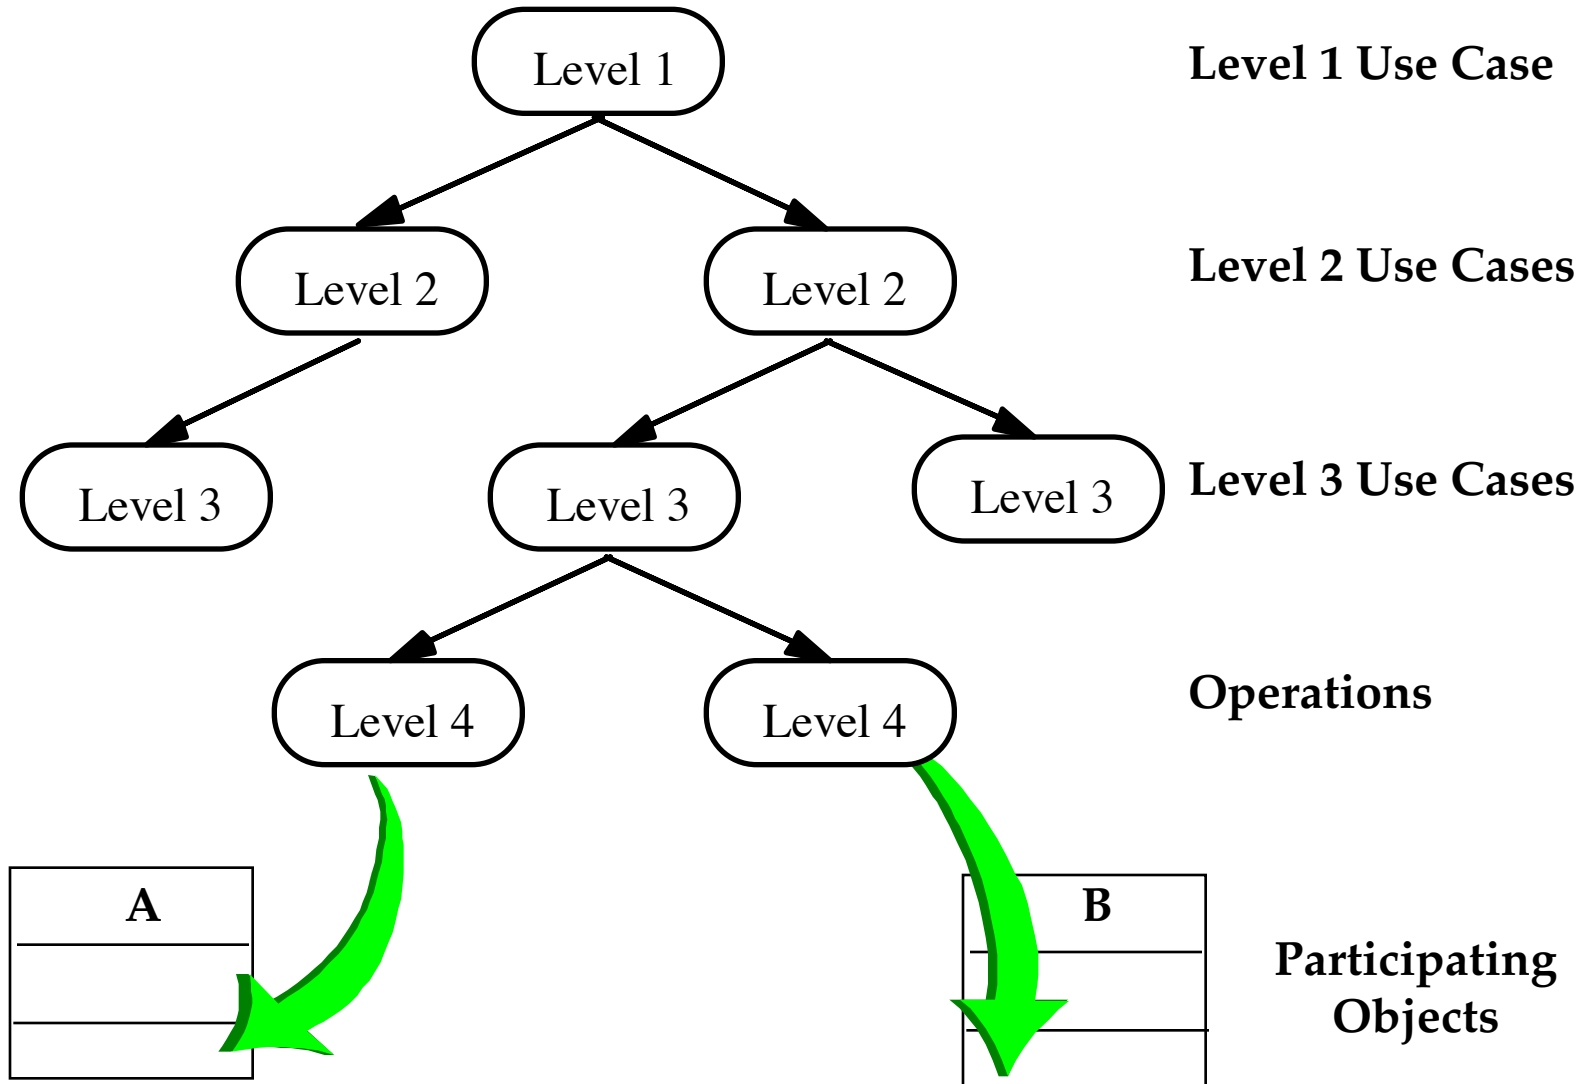 Level 1
Level 1 Use Case
Level 2
Level 2
Level 2 Use Cases
Level 3
Level 3
Level 3
Level 3 Use Cases
Level 4
Level 4
Operations
A
B
Participating
Objects